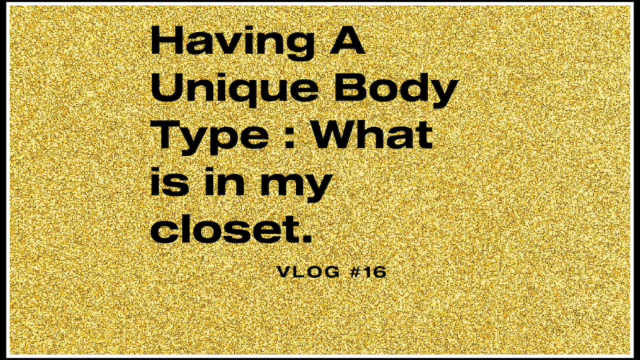 Having A
Unique Body
Type : What
is in my
closet.
VLOG #16